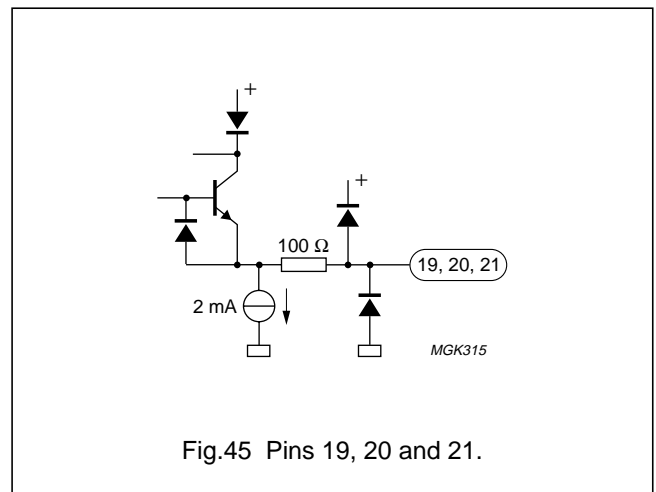 +
+
100 Ω
19, 20, 21
2 mA
MGK315
Fig.45 Pins 19, 20 and 21.